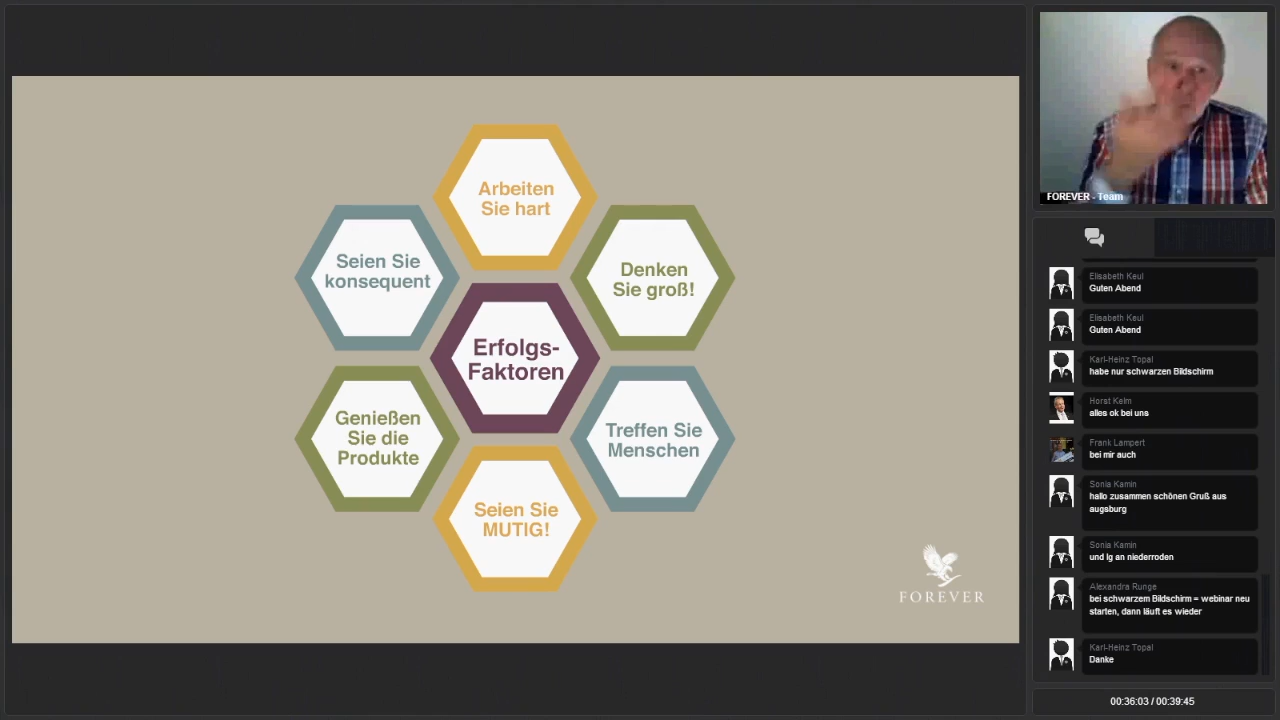 Arbeiten
Sie hart
Seien Sie
konsequent
Denken
Sie groß!
Erfolgs-
Faktoren
Genießen
Sie die
Produkte
Treffen Sie
Menschen
Seien Sie
MUTIG!
FOREVER
FOREVER - Team
Elisabeth Keul
Guten Abend
Elisabeth Keul
Guten Abend
Karl-Heinz Topal
habe nur schwarzen Bildschirm
Horst Kelm
alles ok bei uns
Frank Lampert
bei mir auch
Sonia Kamin
hallo zusammen schönen Gruß aus
augsburg
Sonia Kamin
und lg an niederroden
Alexandra Runge
bei schwarzem Bildschirm = webinar neu
starten, dann läuft es wieder
Karl-Heinz Topal
Danke
00:36:03 / 00:39:45